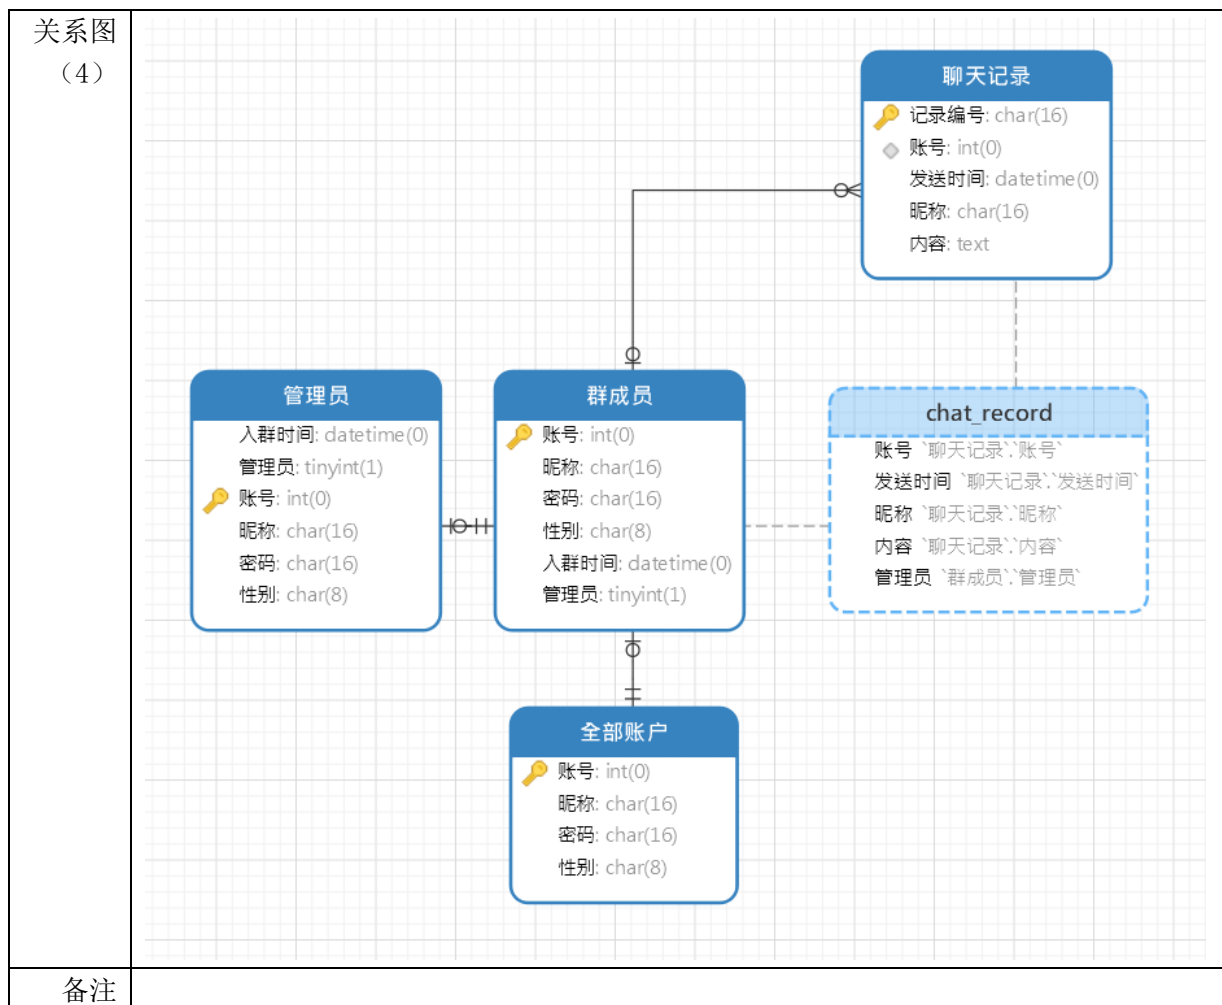 关系图
（4）
聊天记录
记录编号: char(16)
账号: int(0)
发送时间: datetime(0)
昵称: char(16)
内容: text
管理员
入群时间: datetime(0)
管理员: tinyint(1)
账号: int(0)
昵称: char(16)
密码: char(16)
性别: char(8)
群成员
账号: int(0)
昵称: char(16)
密码: char(16)
性别: char(8)
入群时间: datetime(0)
管理员: tinyint(1)
chat_record
账号 `聊天记录`.`账号`
发送时间 `聊天记录`.`发送时间`
昵称 `聊天记录`.`昵称`
内容 `聊天记录`.`内容`
管理员 `群成员`.`管理员`
全部账户
账号: int(0)
昵称: char(16)
密码: char(16)
性别: char(8)
备注